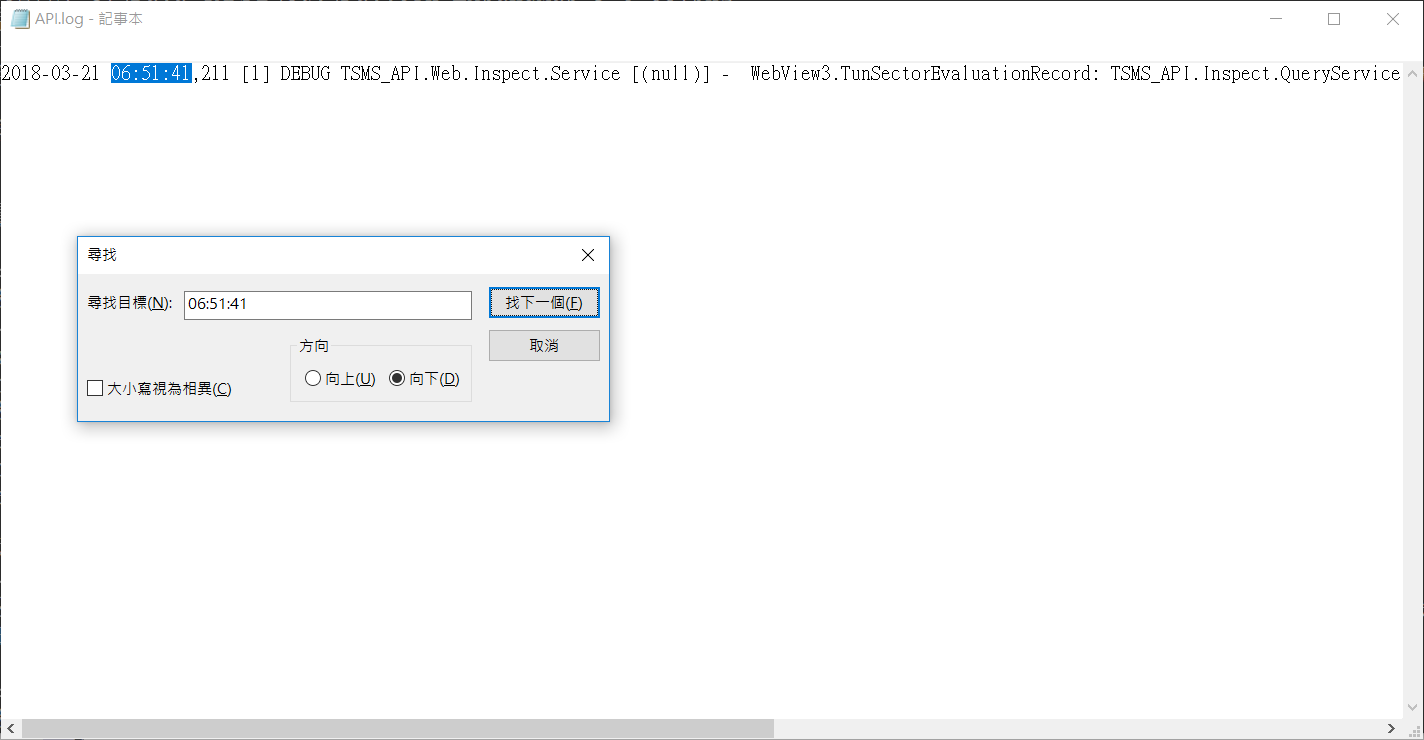 API.log - 記事本
2018-03-21 06:51:41,211 [1] DEBUG TSMS_API.Web.Inspect.Service [(null)] -  WebView3.TunSectorEvaluationRecord: TSMS_API.Inspect.QueryService
尋找
尋找目標(N): 06:51:41 找下一個(F)
取消
方向
大小寫視為相異(C) 向上(U) 向下(D)